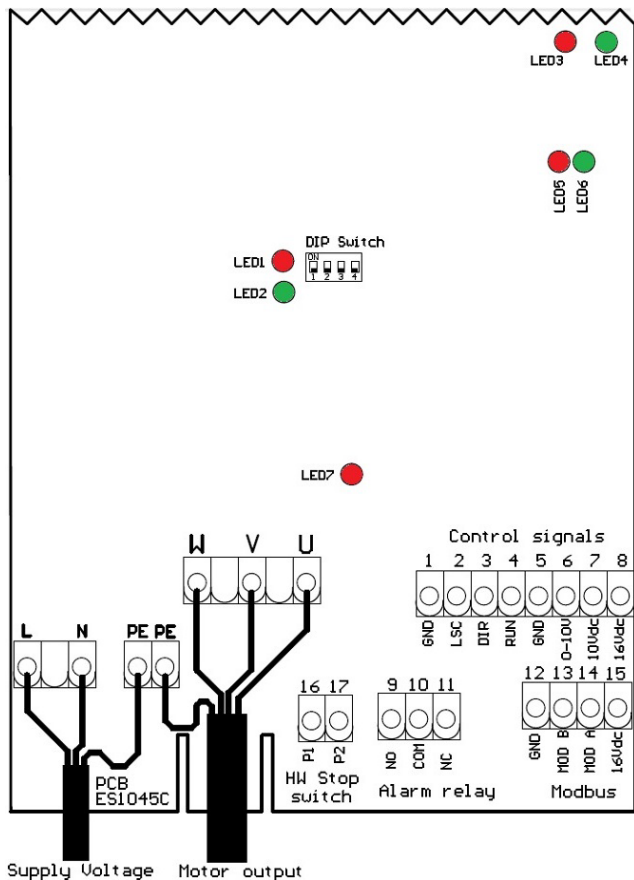 LED3 LED4
LED5 LED6
DIP Switch
ON
1 2 3 4
LED1
LED2
LED7
W V U
L N PE PE
Control signals
1 2 3 4 5 6 7 8
GND LSC DIR RUN GND 0-10V 10Vdc 16Vdc
16 17
P1 P2
HW Stop
switch
9 10 11
NO COM NC
Alarm relay
12 13 14 15
GND MOD B MOD A 16Vdc
Modbus
PCB
ES1045C
Supply Voltage
Motor output